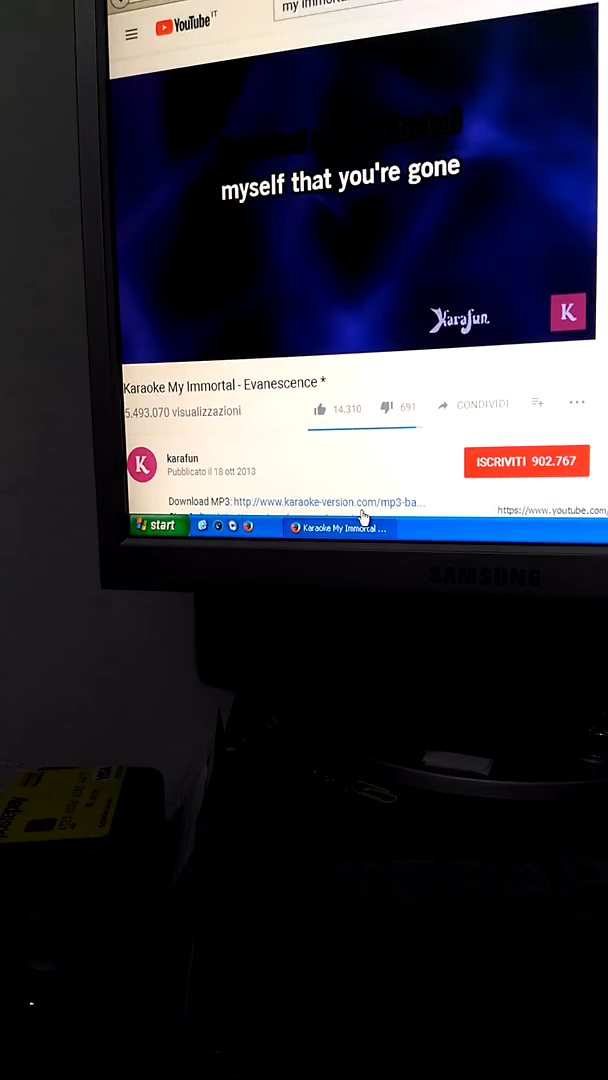 my immortal
YouTube IT
myself that you're gone
KaraFun
K
Karaoke My Immortal - Evanescence *
5.493.070 visualizzazioni
14.310
691
CONDIVIDI
K
karafun
Pubblicato il 18 ott 2013
ISCRIVITI 902.767
Download MP3: http://www.karaoke-version.com/mp3-ba...
https://www.youtube.com/
start
Karaoke My Immortal ...
SAMSUNG
VISA